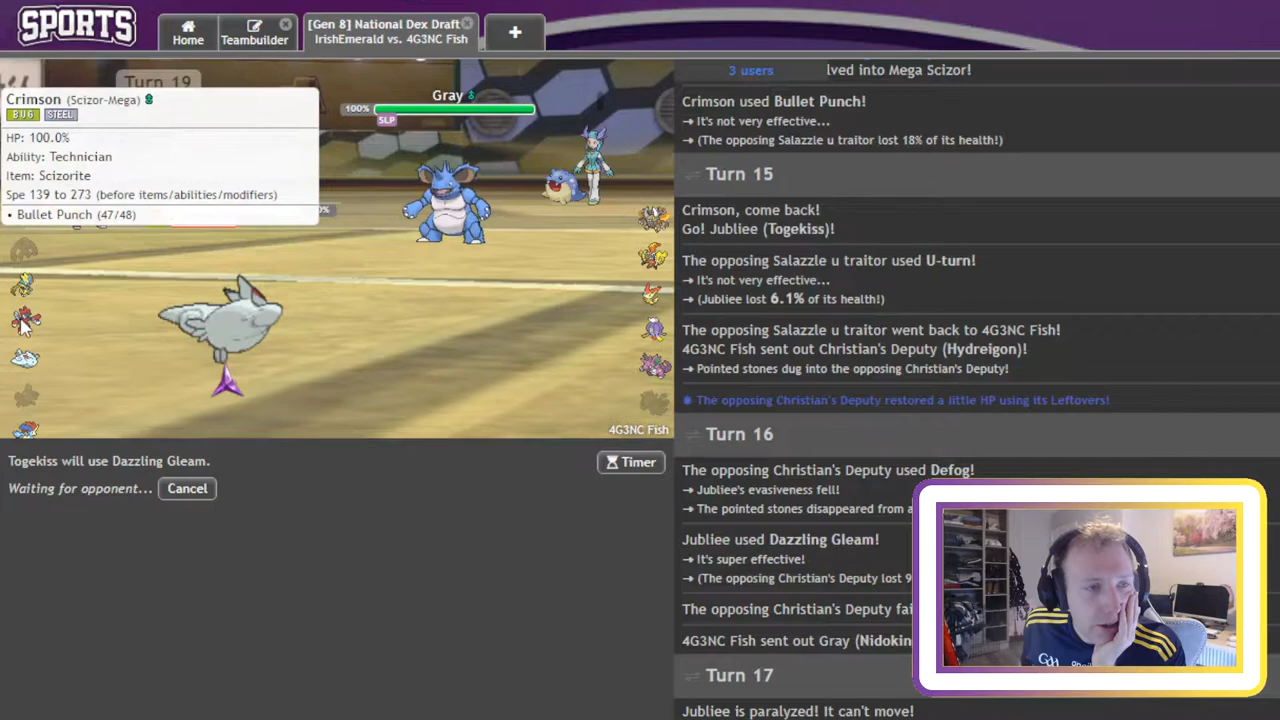 SPORTS
Home
Teambuilder
[Gen 8] National Dex Draft
IrishEmerald vs. 4G3NC Fish
+
Turn 19
Crimson (Scizor-Mega)
BUG STEEL
HP: 100.0%
Ability: Technician
Item: Scizorite
Spe 139 to 273 (before items/abilities/modifiers)
• Bullet Punch (47/48)
Gray
100%
SLP
4G3NC Fish
Togekiss will use Dazzling Gleam.
Waiting for opponent... Cancel
Timer
3 users
lved into Mega Scizor!
Crimson used Bullet Punch!
It's not very effective...
(The opposing Salazzle u traitor lost 18% of its health!)
Turn 15
Crimson, come back!
Go! Jubliee (Togekiss)!
The opposing Salazzle u traitor used U-turn!
It's not very effective...
(Jubliee lost 6.1% of its health!)
The opposing Salazzle u traitor went back to 4G3NC Fish!
4G3NC Fish sent out Christian's Deputy (Hydreigon)!
Pointed stones dug into the opposing Christian's Deputy!
The opposing Christian's Deputy restored a little HP using its Leftovers!
Turn 16
The opposing Christian's Deputy used Defog!
Jubliee's evasiveness fell!
The pointed stones disappeared from a
Jubliee used Dazzling Gleam!
It's super effective!
(The opposing Christian's Deputy lost 9
The opposing Christian's Deputy fai
4G3NC Fish sent out Gray (Nidokin
Turn 17
Jubliee is paralyzed! It can't move!